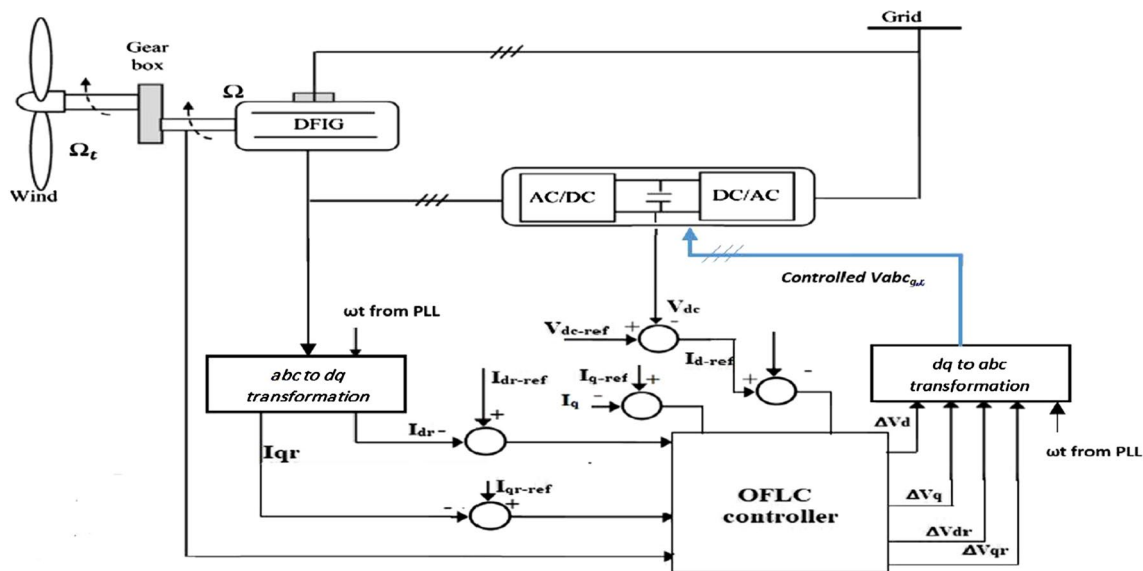 Grid
Gear
box
Ω
DFIG
Ωt
Wind
AC/DC
DC/AC
Controlled Vabcg,r
ωt from PLL
Vdc
Vdc-ref
+
-
Id-ref
abc to dq
transformation
Idr-ref
+
Iq-ref
+
Iq
-
+
-
dq to abc
transformation
Idr-
Iqr
ΔVd
ωt from PLL
Iqr-ref
-
+
OFLC
controller
ΔVq
ΔVdr
ΔVqr